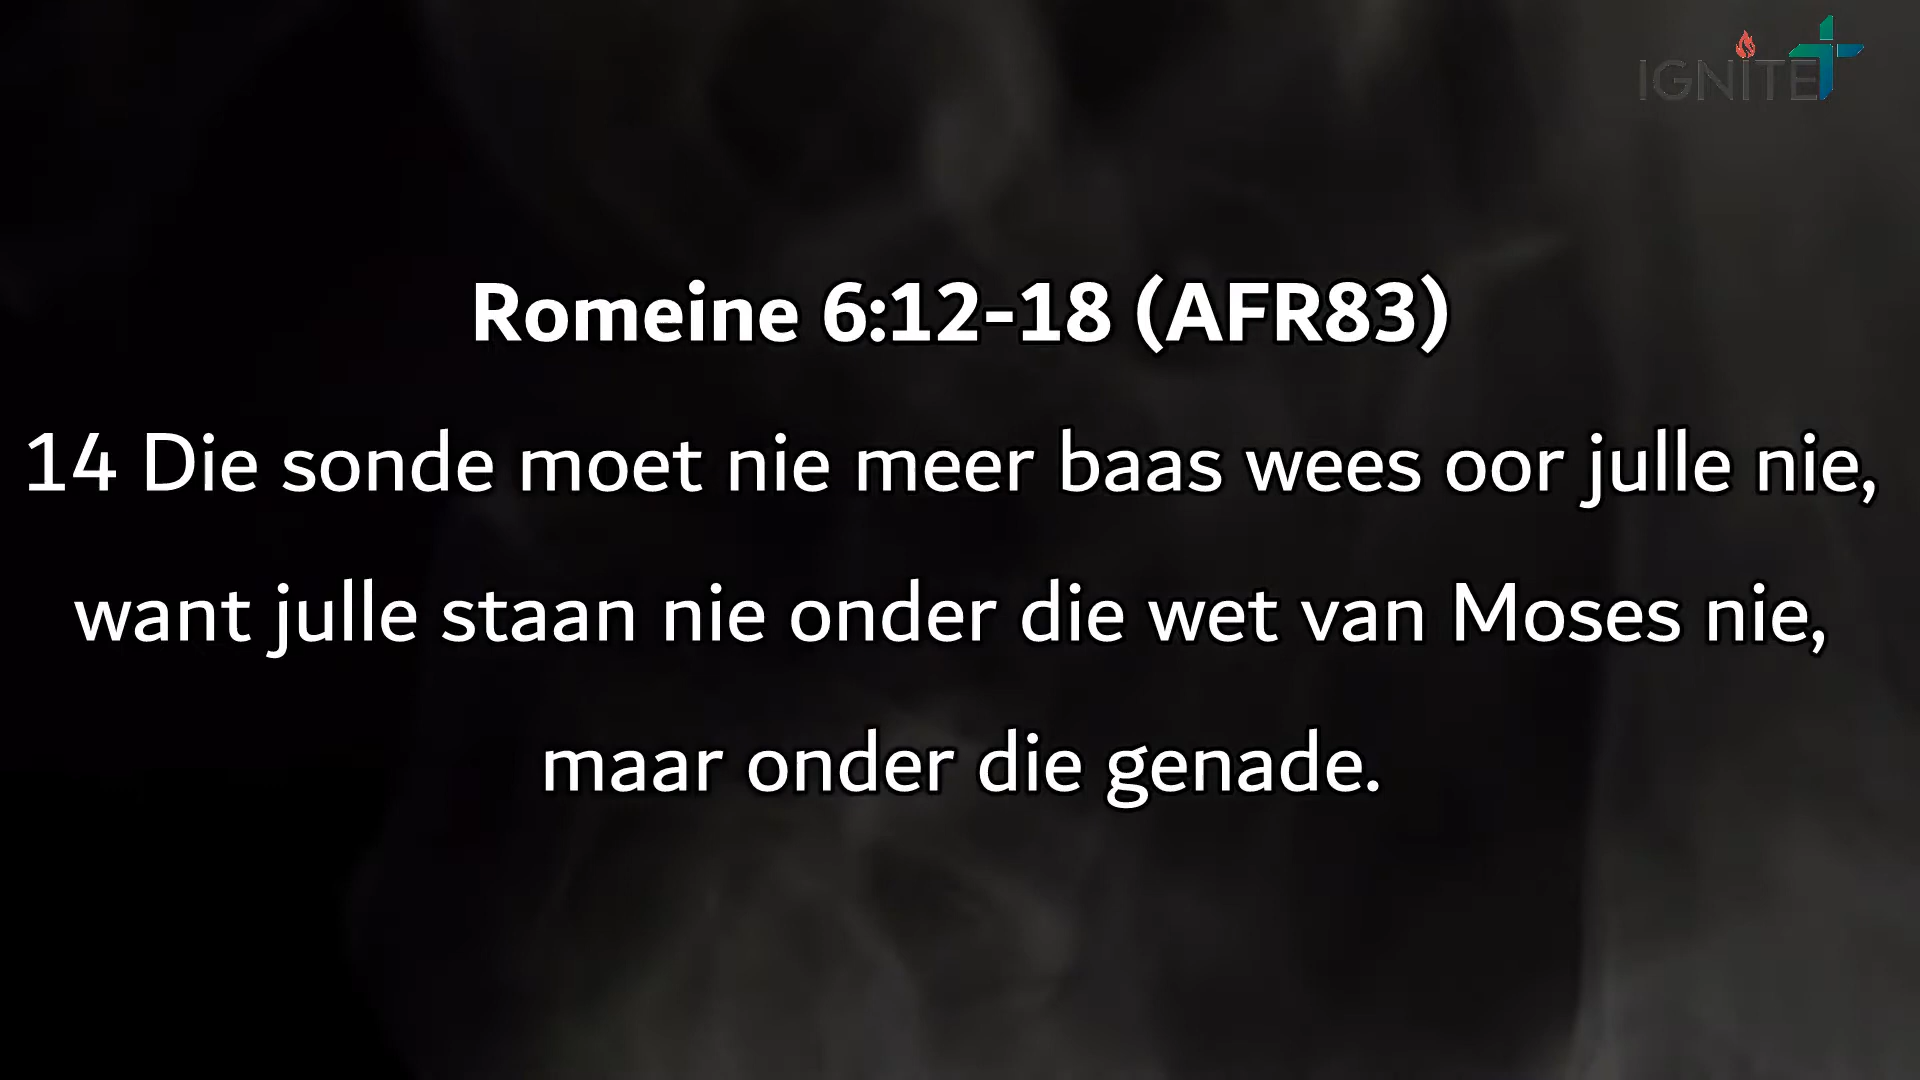 IGNITE
Romeine 6:12-18 (AFR83)
14 Die sonde moet nie meer baas wees oor julle nie,
want julle staan nie onder die wet van Moses nie,
maar onder die genade.